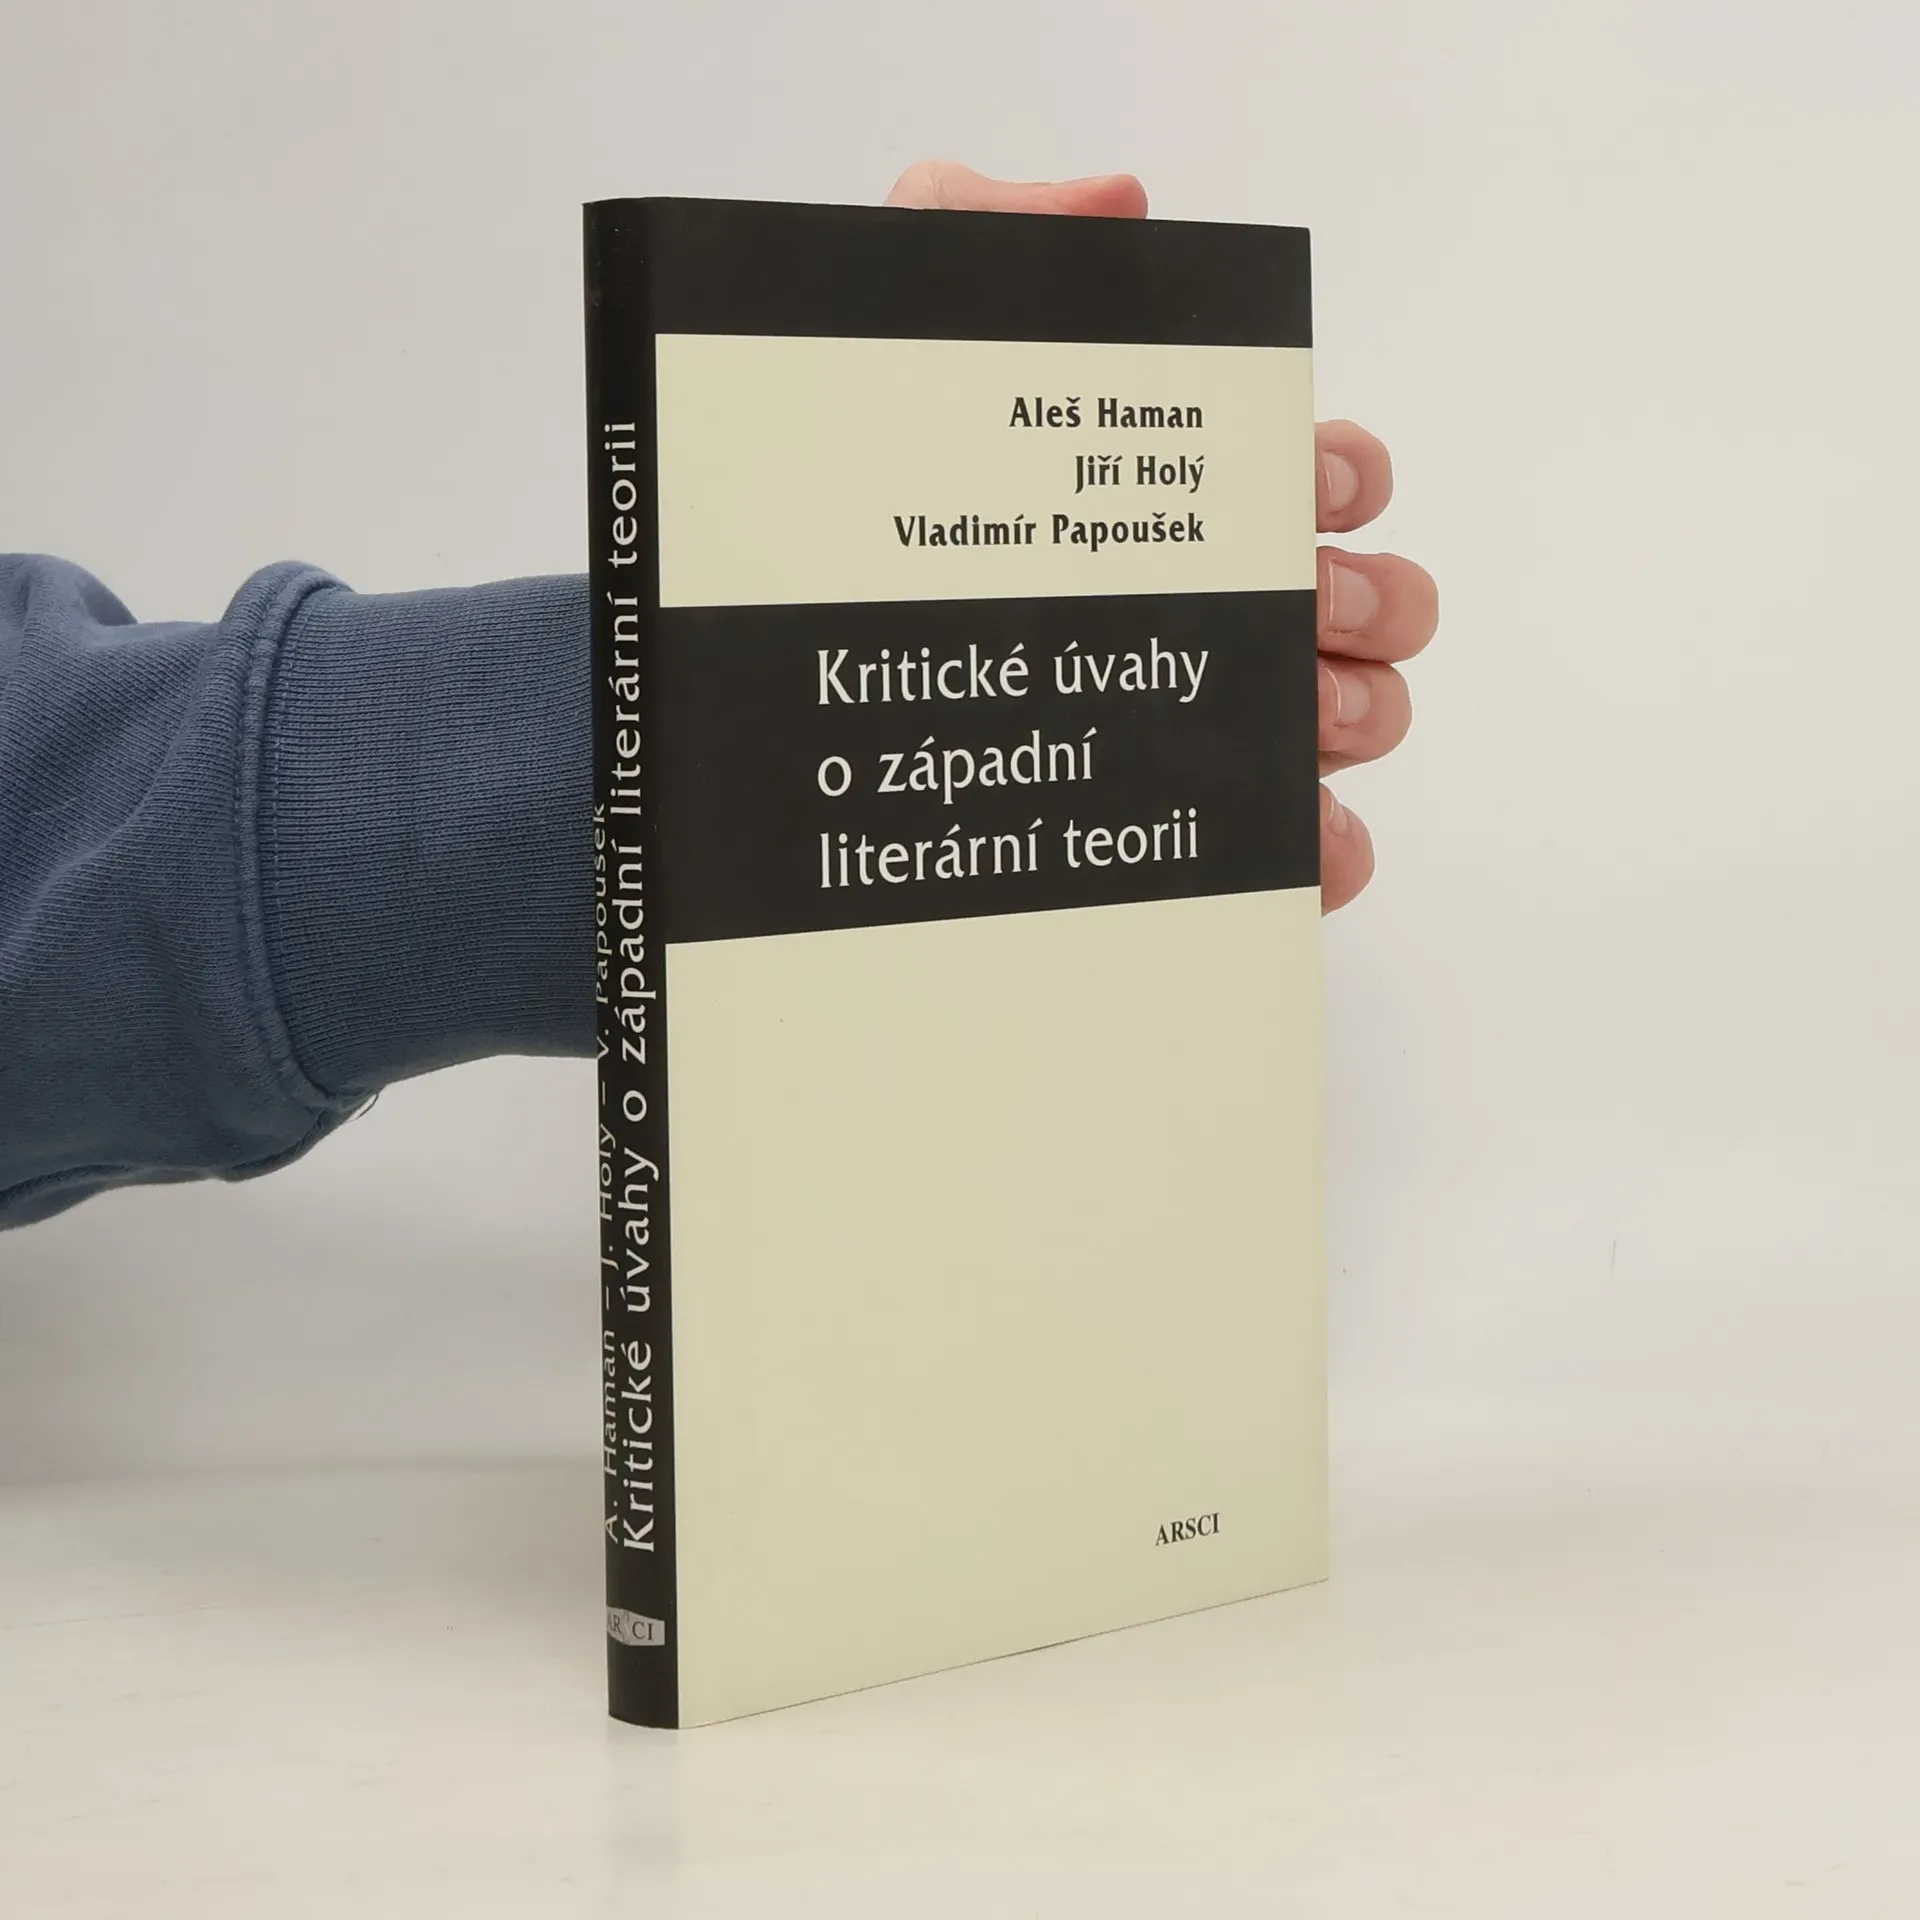 Aleš Haman
Jiří Holý
Vladimír Papoušek
Kritické úvahy
o západní
literární teorii
ARSCI
A. Haman – J. Holý – V. Papoušek
Kritické úvahy o západní literární teorii
ARSCI